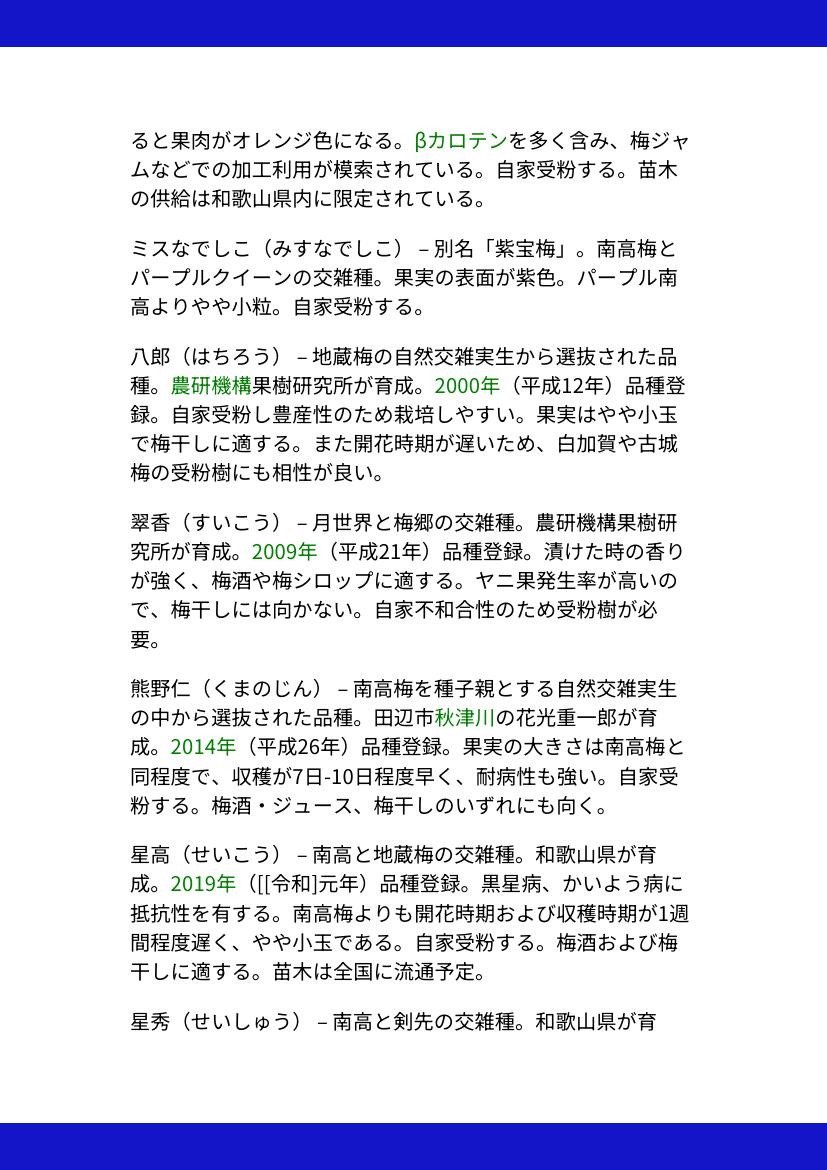 ると果肉がオレンジ色になる。βカロテンを多く含み、梅ジャ
ムなどでの加工利用が模索されている。自家受粉する。苗木
の供給は和歌山県内に限定されている。
ミスなでしこ（みすなでしこ） – 別名「紫宝梅」。南高梅と
パープルクイーンの交雑種。果実の表面が紫色。パープル南
高よりやや小粒。自家受粉する。
八郎（はちろう） – 地蔵梅の自然交雑実生から選抜された品
種。農研機構果樹研究所が育成。2000年（平成12年）品種登
録。自家受粉し豊産性のため栽培しやすい。果実はやや小玉
で梅干しに適する。また開花時期が遅いため、白加賀や古城
梅の受粉樹にも相性が良い。
翠香（すいこう） – 月世界と梅郷の交雑種。農研機構果樹研
究所が育成。2009年（平成21年）品種登録。漬けた時の香り
が強く、梅酒や梅シロップに適する。ヤニ果発生率が高いの
で、梅干しには向かない。自家不和合性のため受粉樹が必
要。
熊野仁（くまのじん） – 南高梅を種子親とする自然交雑実生
の中から選抜された品種。田辺市秋津川の花光重一郎が育
成。2014年（平成26年）品種登録。果実の大きさは南高梅と
同程度で、収穫が7日-10日程度早く、耐病性も強い。自家受
粉する。梅酒・ジュース、梅干しのいずれにも向く。
星高（せいこう） – 南高と地蔵梅の交雑種。和歌山県が育
成。2019年（[[令和]元年）品種登録。黒星病、かいよう病に
抵抗性を有する。南高梅よりも開花時期および収穫時期が1週
間程度遅く、やや小玉である。自家受粉する。梅酒および梅
干しに適する。苗木は全国に流通予定。
星秀（せいしゅう） – 南高と剣先の交雑種。和歌山県が育